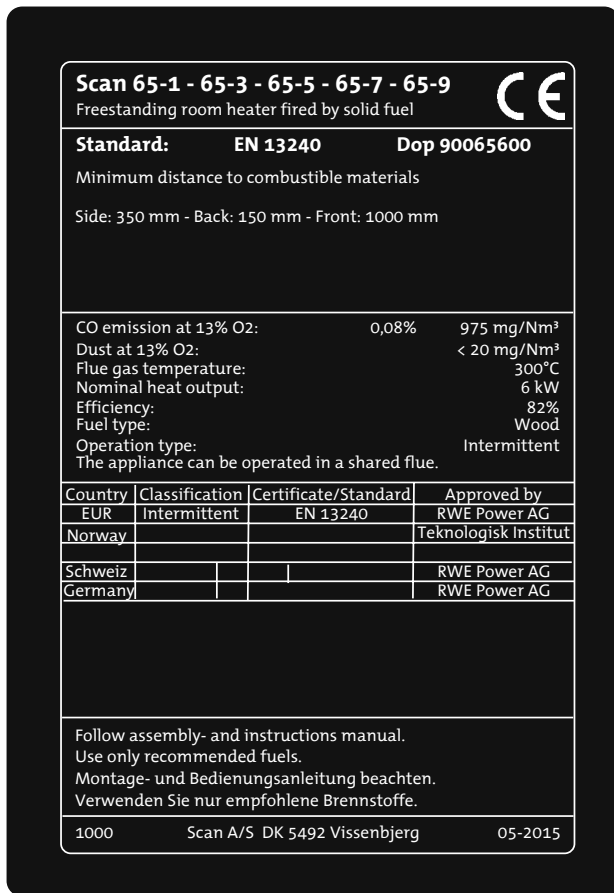 Scan 65-1 - 65-3 - 65-5 - 65-7 - 65-9
Freestanding room heater fired by solid fuel
CE
Standard: EN 13240 Dop 90065600
Minimum distance to combustible materials
Side: 350 mm - Back: 150 mm - Front: 1000 mm
CO emission at 13% O2: 0,08% 975 mg/Nm³
Dust at 13% O2: < 20 mg/Nm³
Flue gas temperature: 300°C
Nominal heat output: 6 kW
Efficiency: 82%
Fuel type: Wood
Operation type: Intermittent
The appliance can be operated in a shared flue.
Country Classification Certificate/Standard Approved by
EUR Intermittent EN 13240 RWE Power AG
Norway Teknologisk Institut
Schweiz RWE Power AG
Germany RWE Power AG
Follow assembly- and instructions manual.
Use only recommended fuels.
Montage- und Bedienungsanleitung beachten.
Verwenden Sie nur empfohlene Brennstoffe.
1000 Scan A/S DK 5492 Vissenbjerg 05-2015